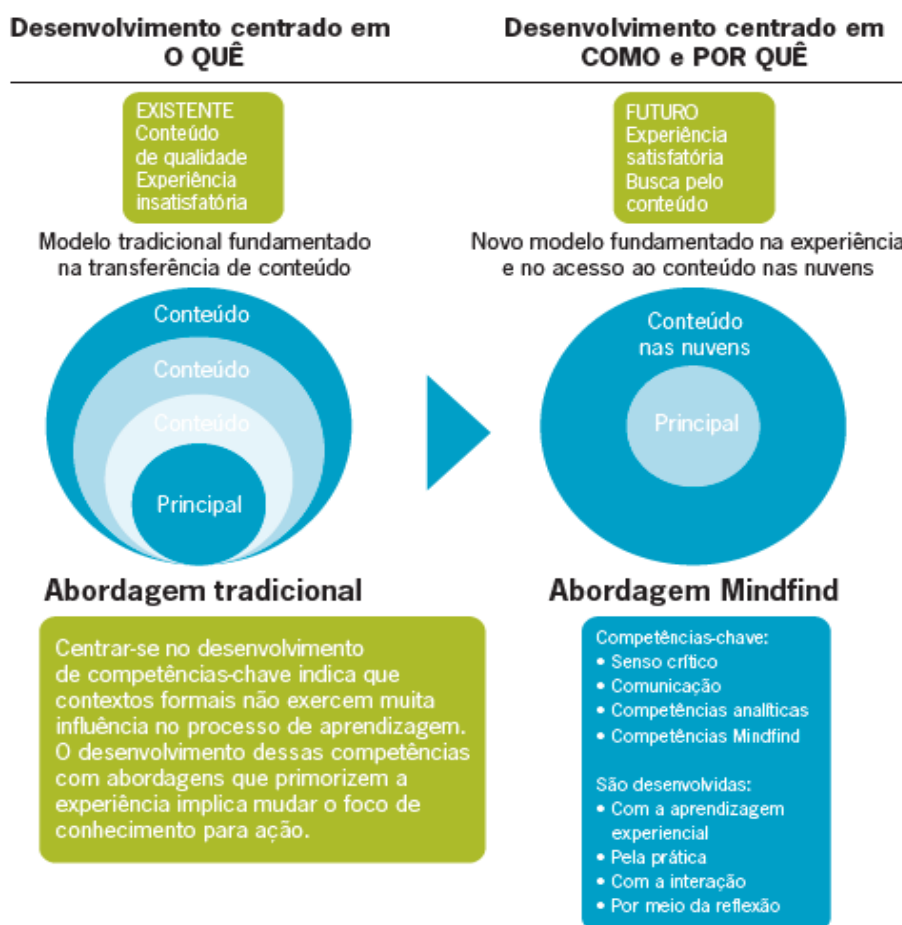 Desenvolvimento centrado em
O QUÊ
EXISTENTE
Conteúdo
de qualidade
Experiência
insatisfatória
Modelo tradicional fundamentado
na transferência de conteúdo
Conteúdo
Conteúdo
Conteúdo
Principal
Abordagem tradicional
Centrar-se no desenvolvimento
de competências-chave indica que
contextos formais não exercem muita
influência no processo de aprendizagem.
O desenvolvimento dessas competências
com abordagens que primorizem a
experiência implica mudar o foco de
conhecimento para ação.
Desenvolvimento centrado em
COMO e POR QUÊ
FUTURO
Experiência
satisfatória
Busca pelo
conteúdo
Novo modelo fundamentado na experiência
e no acesso ao conteúdo nas nuvens
Conteúdo
nas nuvens
Principal
Abordagem Mindfind
Competências-chave:
• Senso crítico
• Comunicação
• Competências analíticas
• Competências Mindfind
São desenvolvidas:
• Com a aprendizagem
experiencial
• Pela prática
• Com a interação
• Por meio da reflexão